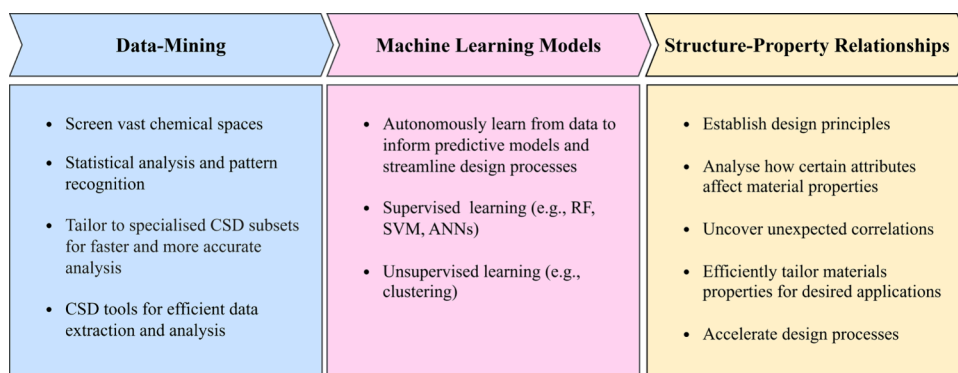 Data-Mining
Machine Learning Models
Structure-Property Relationships
• Screen vast chemical spaces
• Statistical analysis and pattern
recognition
• Tailor to specialised CSD subsets
for faster and more accurate
analysis
• CSD tools for efficient data
extraction and analysis
• Autonomously learn from data to
inform predictive models and
streamline design processes
• Supervised learning (e.g., RF,
SVM, ANNs)
• Unsupervised learning (e.g.,
clustering)
• Establish design principles
• Analyse how certain attributes
affect material properties
• Uncover unexpected correlations
• Efficiently tailor materials
properties for desired applications
• Accelerate design processes